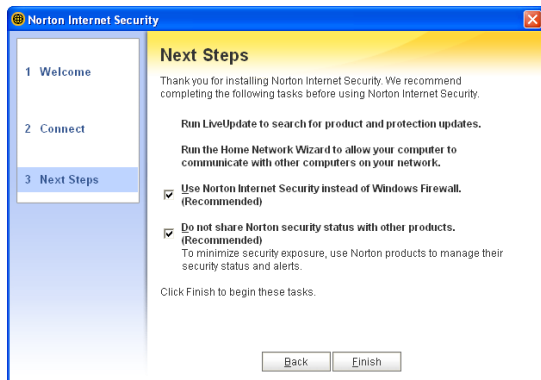 Norton Internet Security
1 Welcome
2 Connect
3 Next Steps
Next Steps
Thank you for installing Norton Internet Security. We recommend
completing the following tasks before using Norton Internet Security.
Run LiveUpdate to search for product and protection updates.
Run the Home Network Wizard to allow your computer to
communicate with other computers on your network.
Use Norton Internet Security instead of Windows Firewall.
(Recommended)
Do not share Norton security status with other products.
(Recommended)
To minimize security exposure, use Norton products to manage their
security status and alerts.
Click Finish to begin these tasks.
Back
Finish